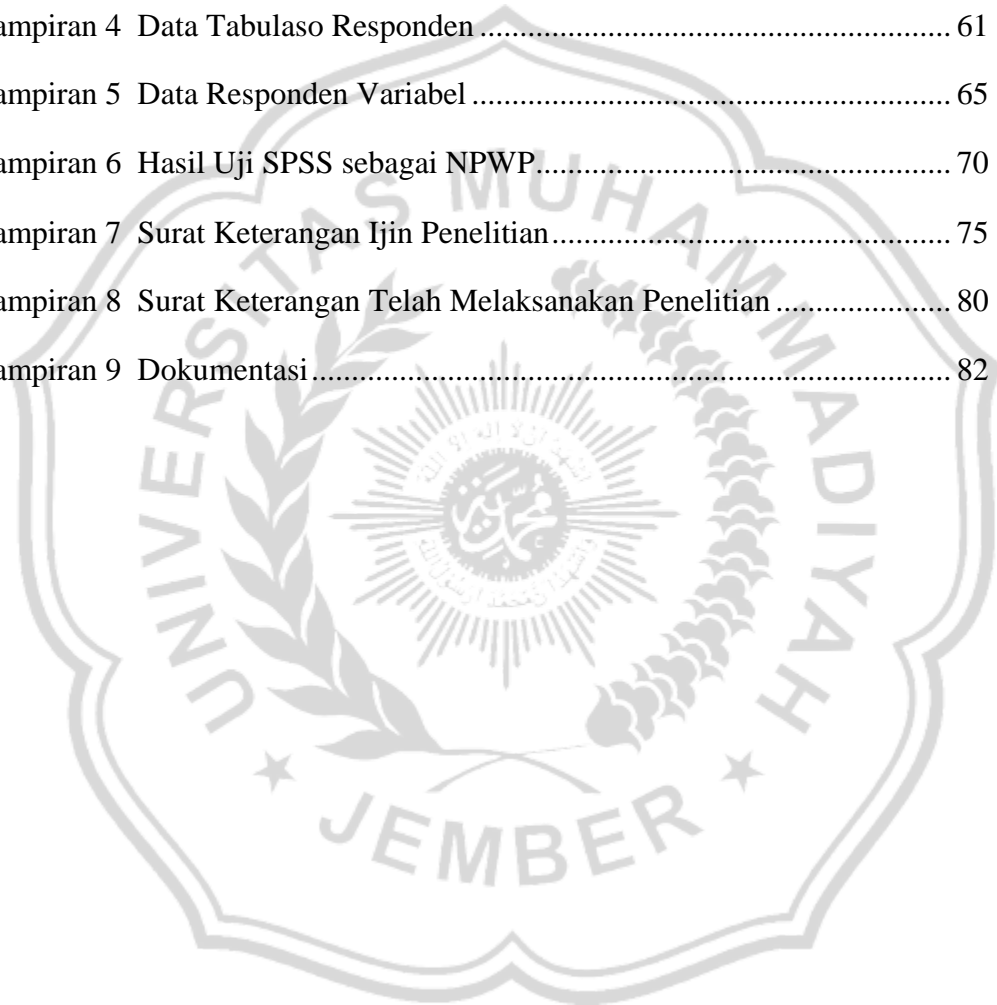 ampiran 4 Data Tabulaso Responden ........................................................... 61
ampiran 5 Data Responden Variabel ............................................................ 65
ampiran 6 Hasil Uji SPSS sebagai NPWP................................................... 70
ampiran 7 Surat Keterangan Ijin Penelitian.................................................. 75
ampiran 8 Surat Keterangan Telah Melaksanakan Penelitian ...................... 80
ampiran 9 Dokumentasi................................................................................ 82
UNIVERSITAS MUHAMMADIYAH
JEMBER